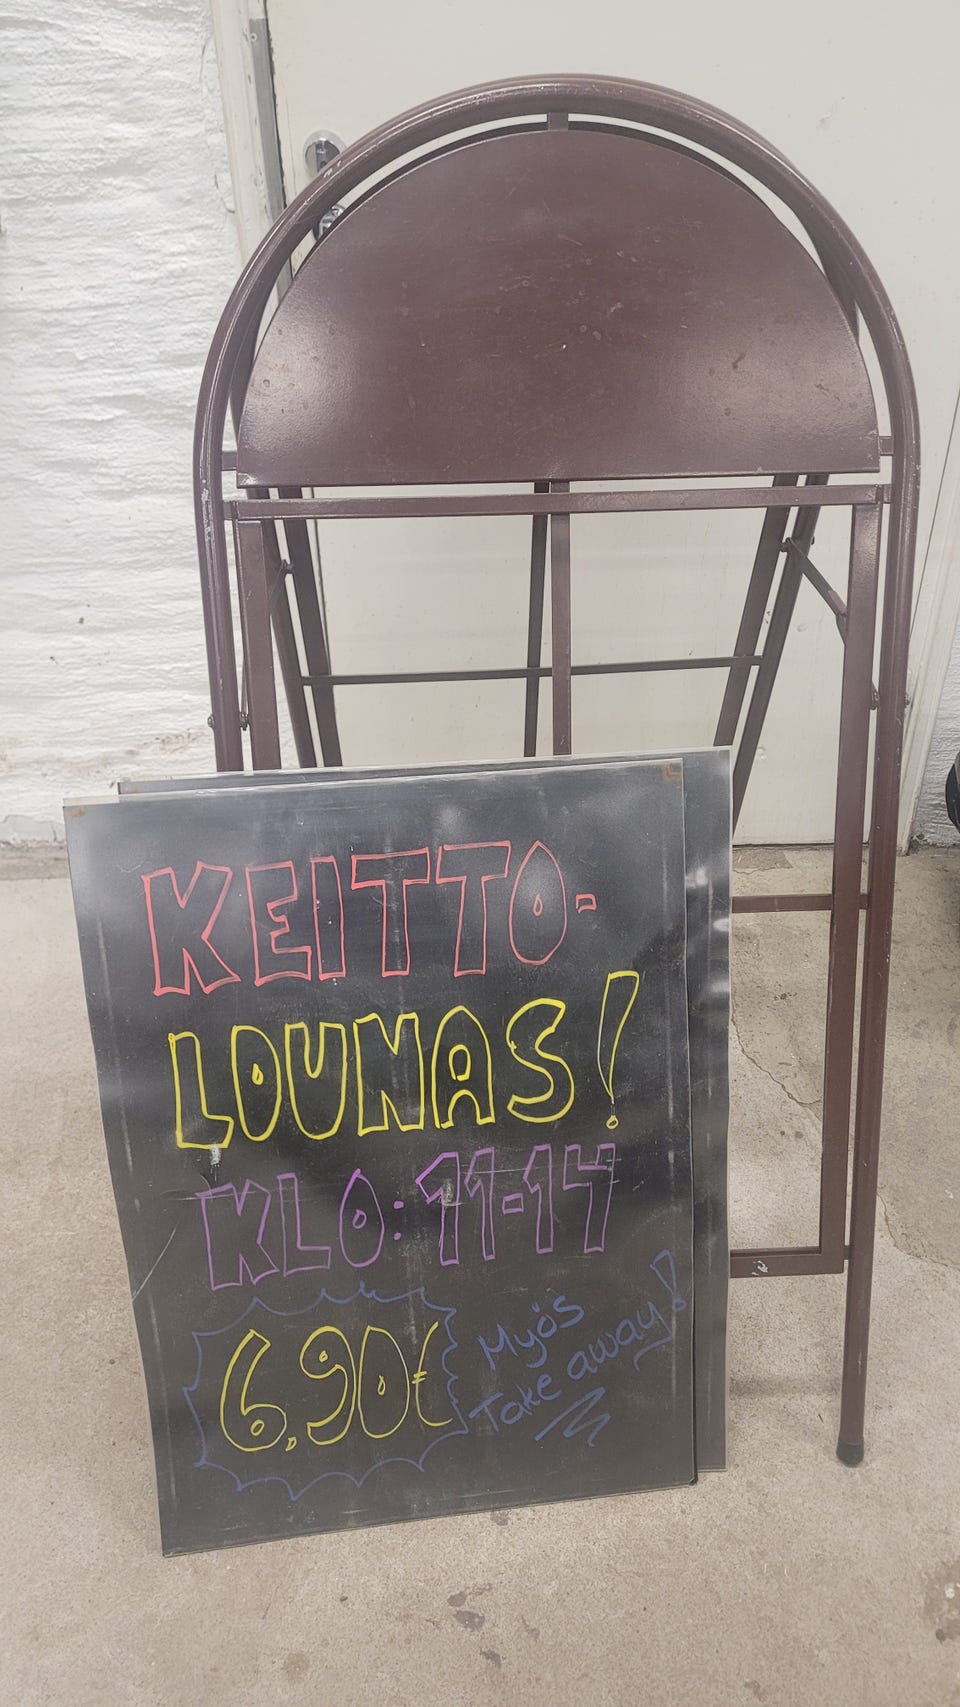 KEITTO-
LOUNAS!
KLO: 11-14
6,90€
Myös
Take away!